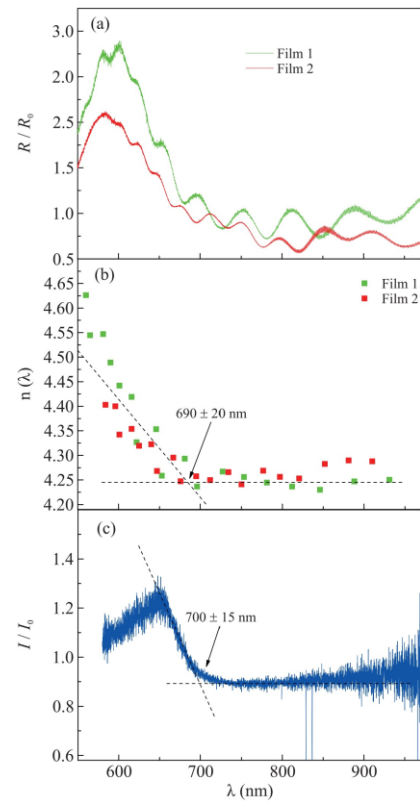 (a)
Film 1
Film 2
3.0
2.0
2.5
1.5
1.0
0.5
R / R₀
(b)
Film 1
Film 2
4.65
4.60
4.55
4.50
4.45
4.40
4.35
4.30
4.25
4.20
n (λ)
690 ± 20 nm
(c)
1.4
1.2
1.0
0.9
0.8
0.6
I / I₀
700 ± 15 nm
600 700 800 900
λ (nm)